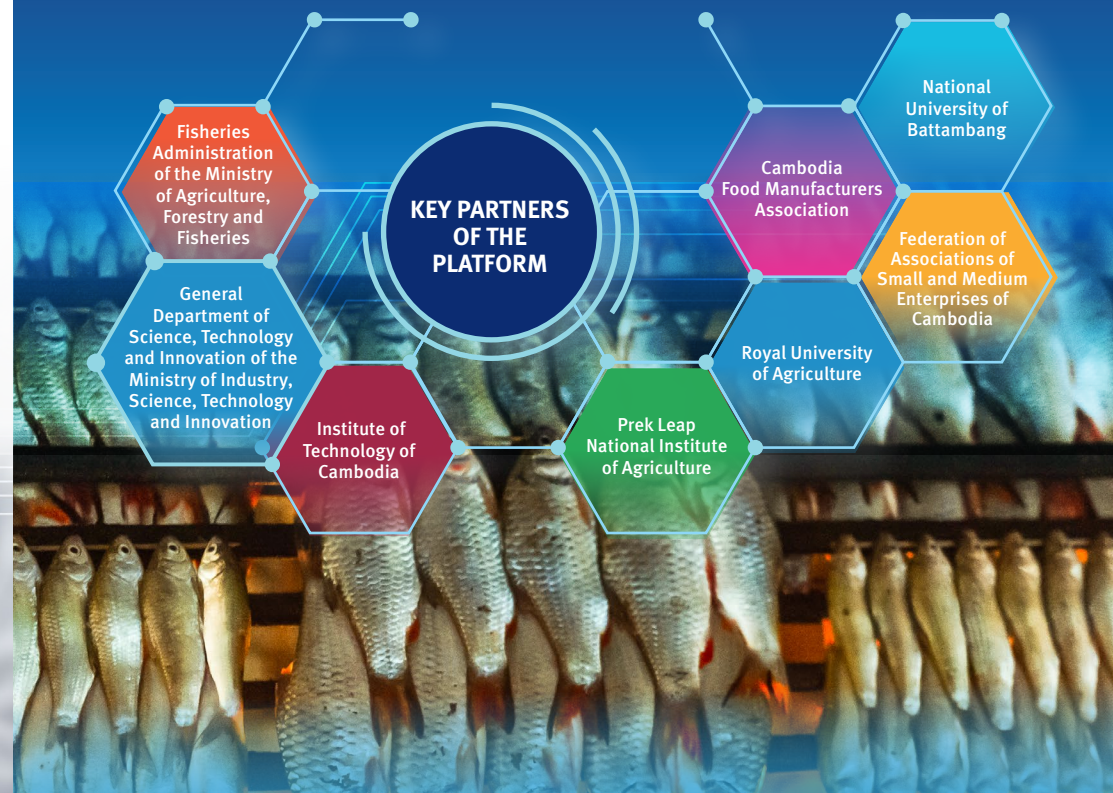 KEY PARTNERS
OF THE
PLATFORM
Fisheries
Administration
of the Ministry
of Agriculture,
Forestry and
Fisheries
General
Department of
Science, Technology
and Innovation of the
Ministry of Industry,
Science, Technology
and Innovation
Institute of
Technology of
Cambodia
Prek Leap
National Institute
of Agriculture
Royal University
of Agriculture
Cambodia
Food Manufacturers
Association
National
University of
Battambang
Federation of
Associations of
Small and Medium
Enterprises of
Cambodia